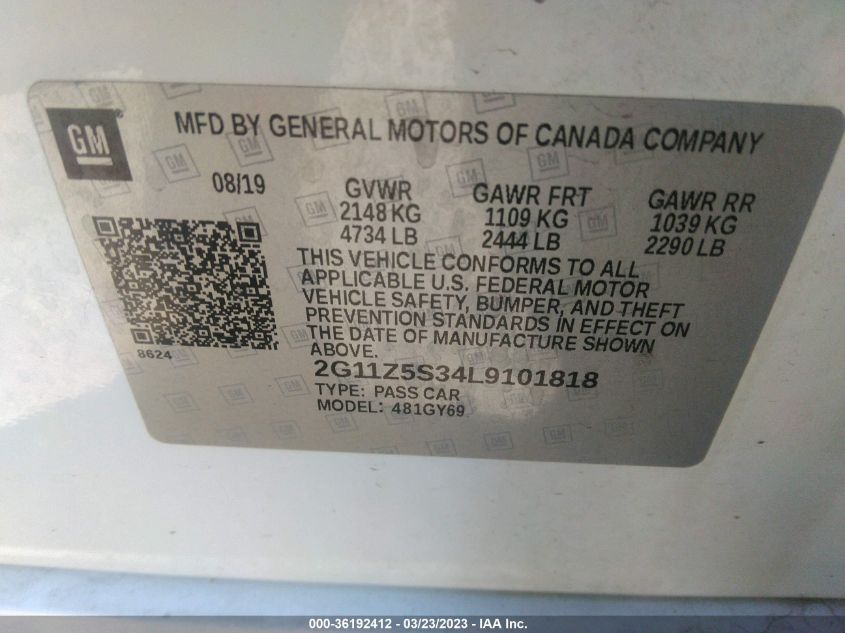 GM
MFD BY GENERAL MOTORS OF CANADA COMPANY
08/19
GVWR
2148 KG
4734 LB
GAWR FRT
1109 KG
2444 LB
GAWR RR
1039 KG
2290 LB
THIS VEHICLE CONFORMS TO ALL
APPLICABLE U.S. FEDERAL MOTOR
VEHICLE SAFETY, BUMPER, AND THEFT
PREVENTION STANDARDS IN EFFECT ON
THE DATE OF MANUFACTURE SHOWN
ABOVE.
8624
2G11Z5S34L9101818
TYPE: PASS CAR
MODEL: 481GY69
000-36192412 - 03/23/2023 - IAA Inc.